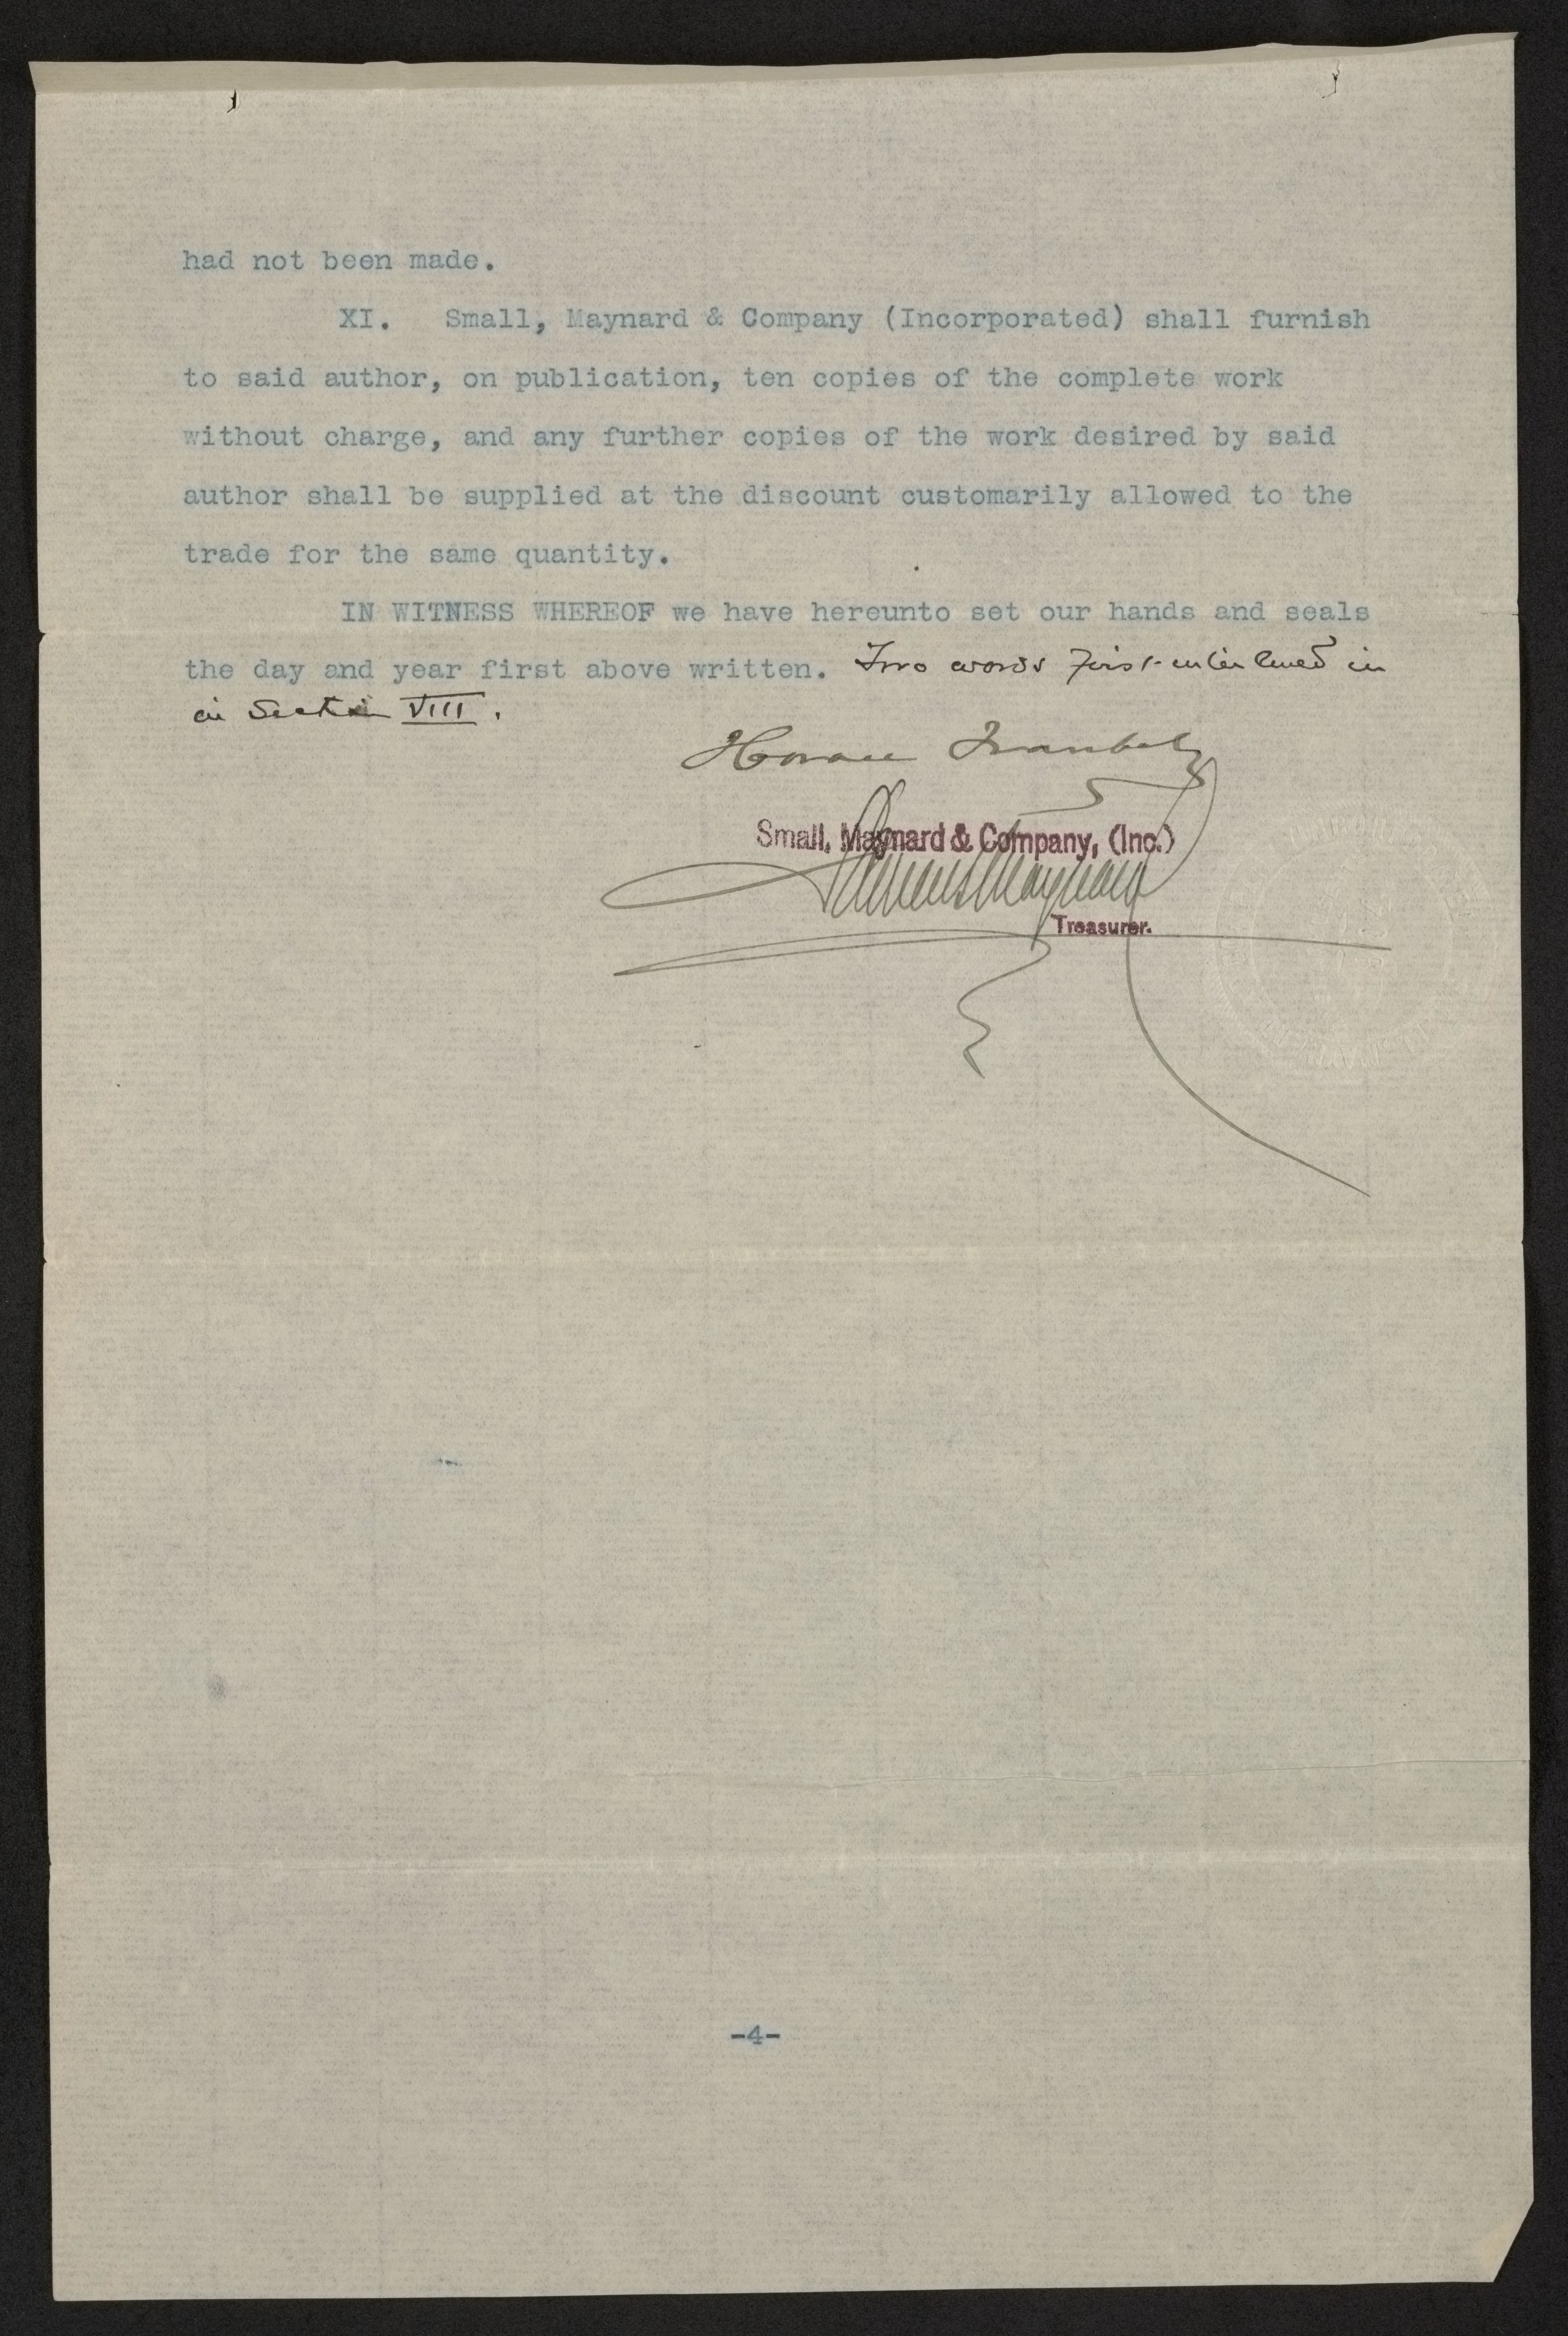 had not been made.
XI. Small, Maynard & Company (Incorporated) shall furnish
to said author, on publication, ten copies of the complete work
without charge, and any further copies of the work desired by said
author shall be supplied at the discount customarily allowed to the
trade for the same quantity.
IN WITNESS WHEREOF we have hereunto set our hands and seals
the day and year first above written. Two words first interlined in
in Section VIII.
Horace Traubel
Small, Maynard & Company, (Inc.)
Laurens Maynard
Treasurer.
-4-